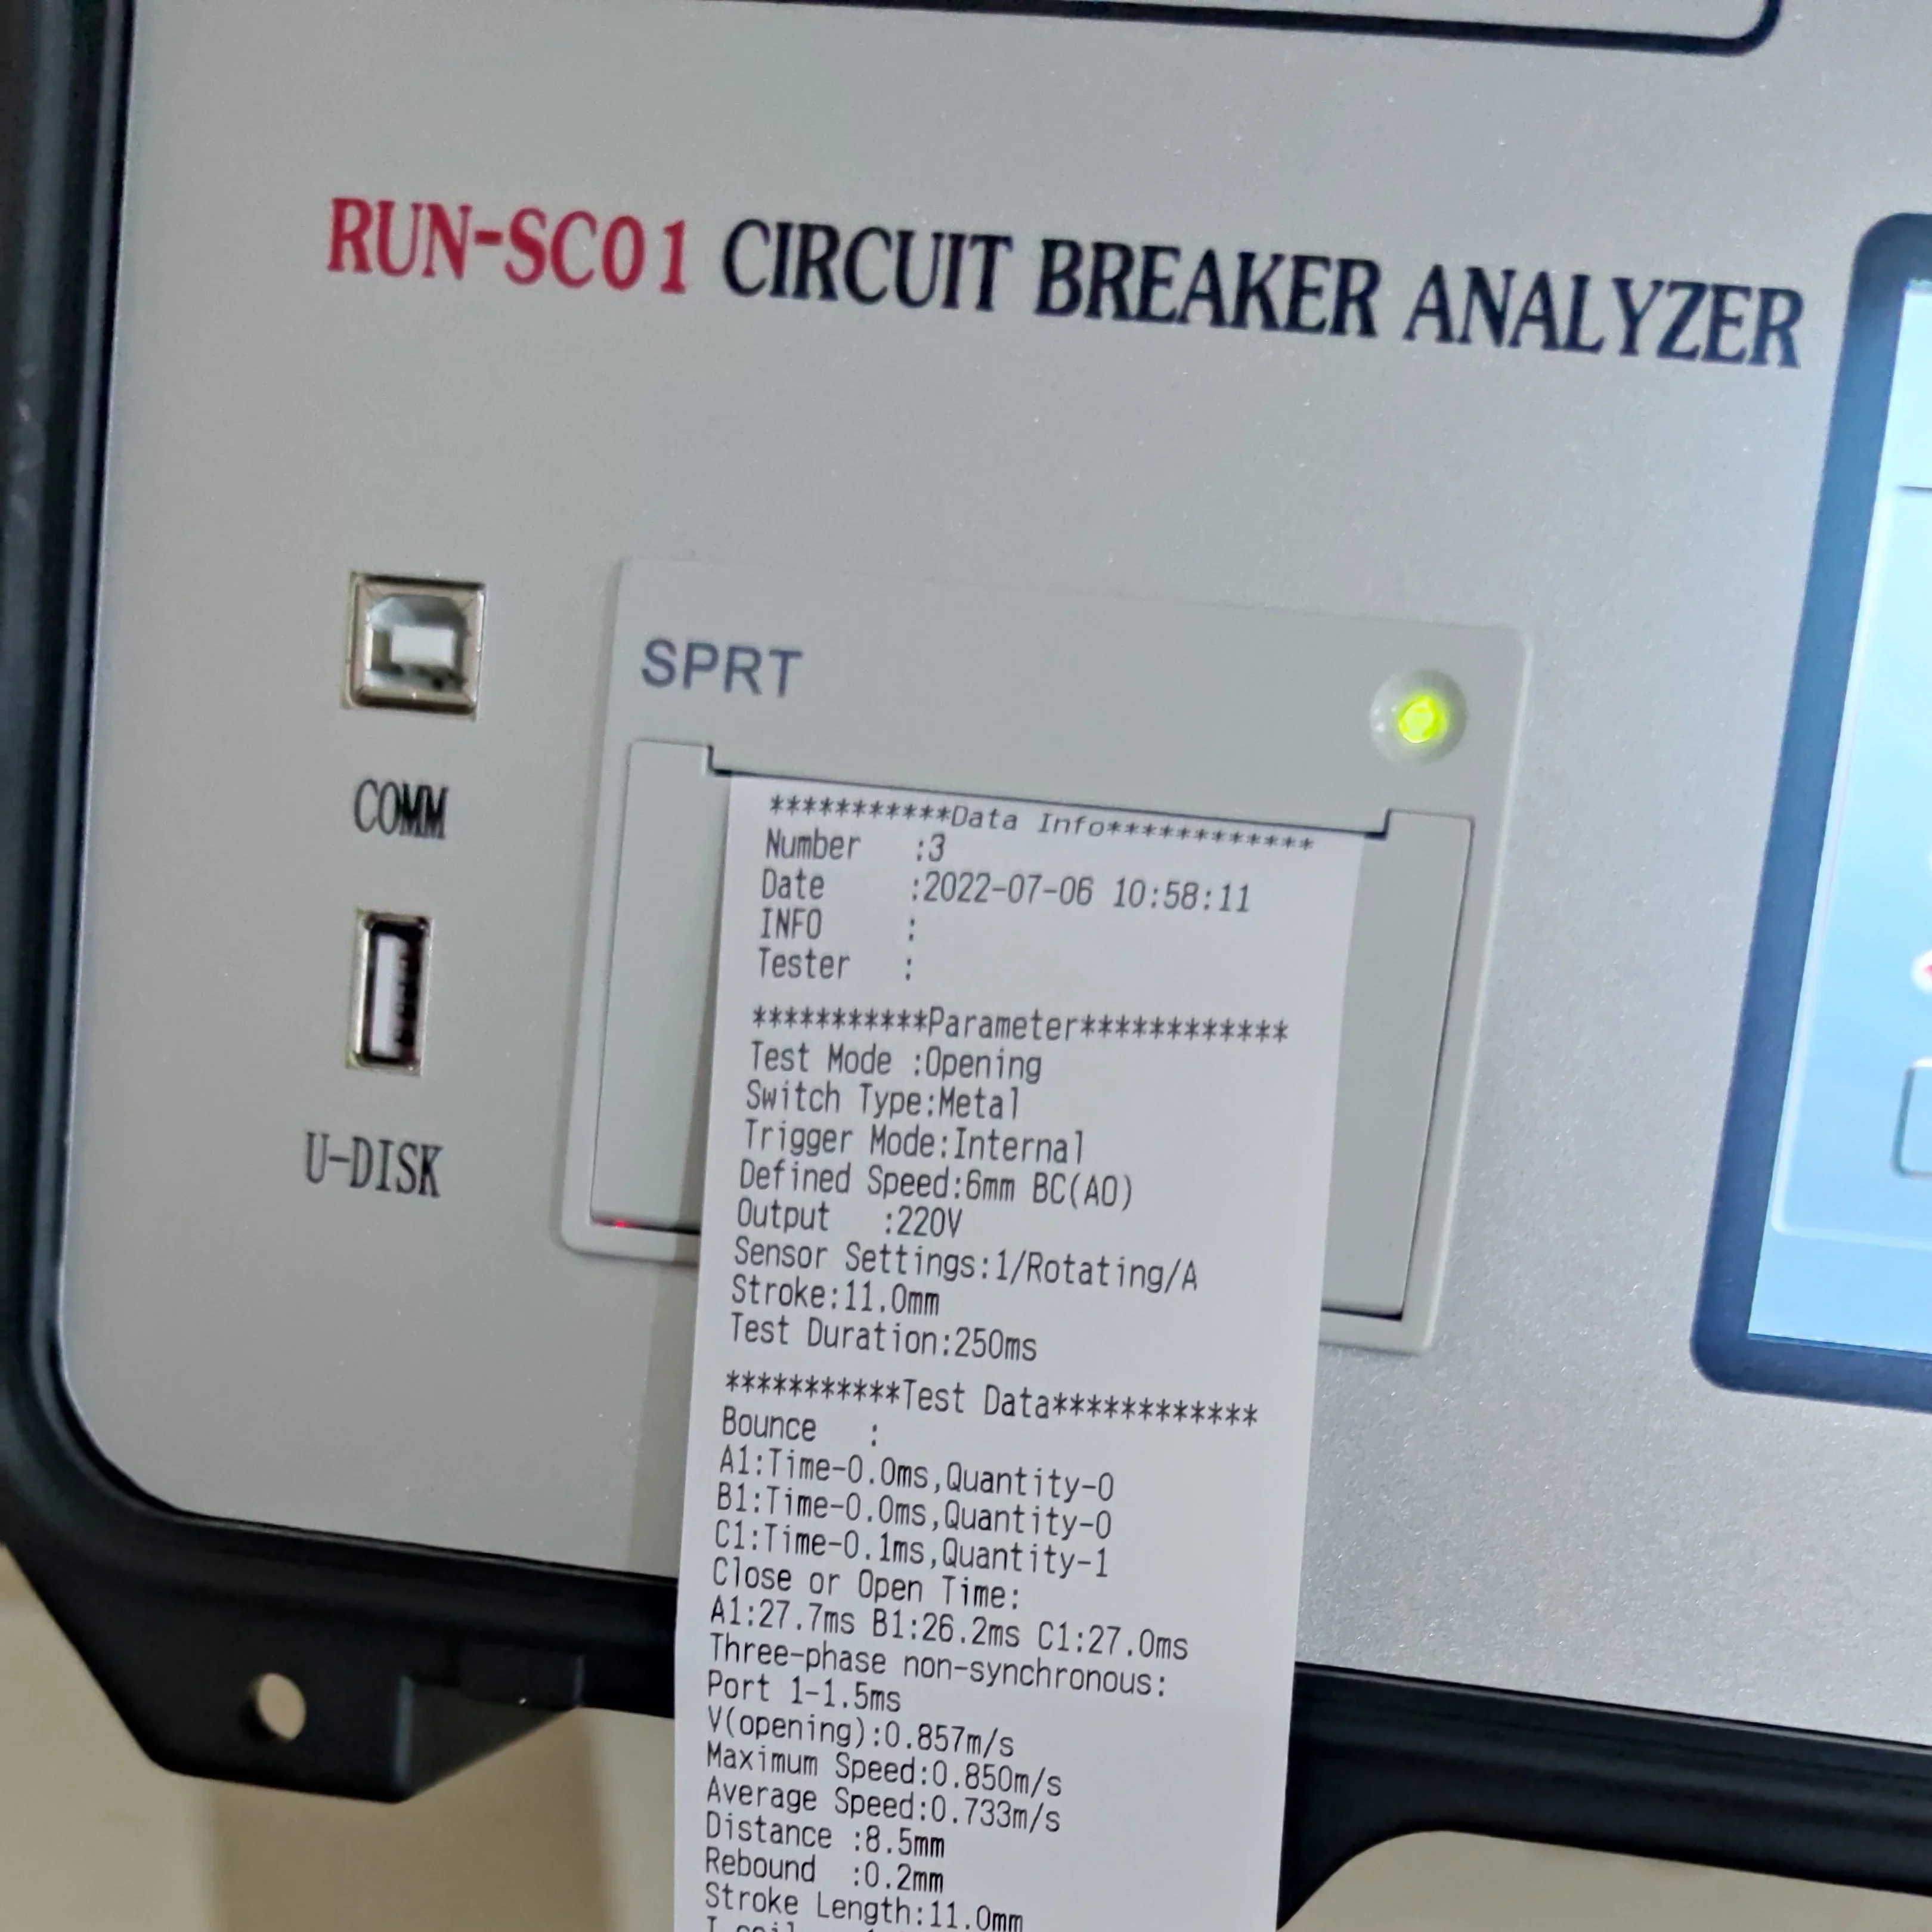 RUN-SC01 CIRCUIT BREAKER ANALYZER
COMM
U-DISK
SPRT
***********Data Info************
Number :3
Date :2022-07-06 10:58:11
INFO :
Tester :
***********Parameter************
Test Mode :Opening
Switch Type:Metal
Trigger Mode:Internal
Defined Speed:6mm BC(AO)
Output :220V
Sensor Settings:1/Rotating/A
Stroke:11.0mm
Test Duration:250ms
***********Test Data************
Bounce :
A1:Time-0.0ms,Quantity-0
B1:Time-0.0ms,Quantity-0
C1:Time-0.1ms,Quantity-1
Close or Open Time:
A1:27.7ms B1:26.2ms C1:27.0ms
Three-phase non-synchronous:
Port 1-1.5ms
V(opening):0.857m/s
Maximum Speed:0.850m/s
Average Speed:0.733m/s
Distance :8.5mm
Rebound :0.2mm
Stroke Length:11.0mm